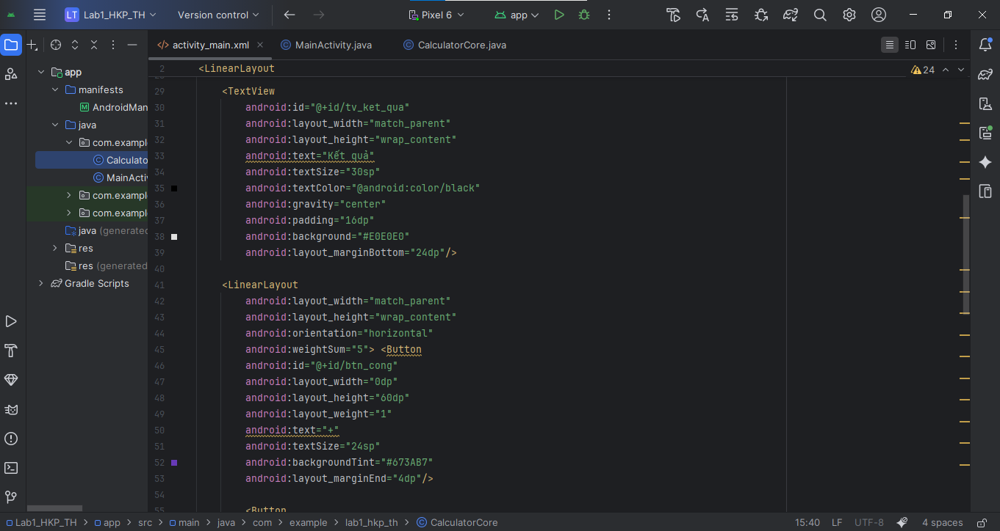 LT Lab1_HKP_TH Version control Pixel 6 app
activity_main.xml MainActivity.java CalculatorCore.java
app
manifests
AndroidMan
java
com.exampl
Calculato
MainActiv
com.exampl
com.exampl
java (generated
res
res (generated
Gradle Scripts
2 <LinearLayout
24
29 <TextView
30 android:id="@+id/tv_ket_qua"
31 android:layout_width="match_parent"
32 android:layout_height="wrap_content"
33 android:text="Kết quả"
34 android:textSize="30sp"
35 android:textColor="@android:color/black"
36 android:gravity="center"
37 android:padding="16dp"
38 android:background="#E0E0E0"
39 android:layout_marginBottom="24dp"/>
40
41 <LinearLayout
42 android:layout_width="match_parent"
43 android:layout_height="wrap_content"
44 android:orientation="horizontal"
45 android:weightSum="5"> <Button
46 android:id="@+id/btn_cong"
47 android:layout_width="0dp"
48 android:layout_height="60dp"
49 android:layout_weight="1"
50 android:text="+"
51 android:textSize="24sp"
52 android:backgroundTint="#673AB7"
53 android:layout_marginEnd="4dp"/>
54
55 <Button
Lab1_HKP_TH > app > src > main > java > com > example > lab1_hkp_th > CalculatorCore 15:40 LF UTF-8 4 spaces